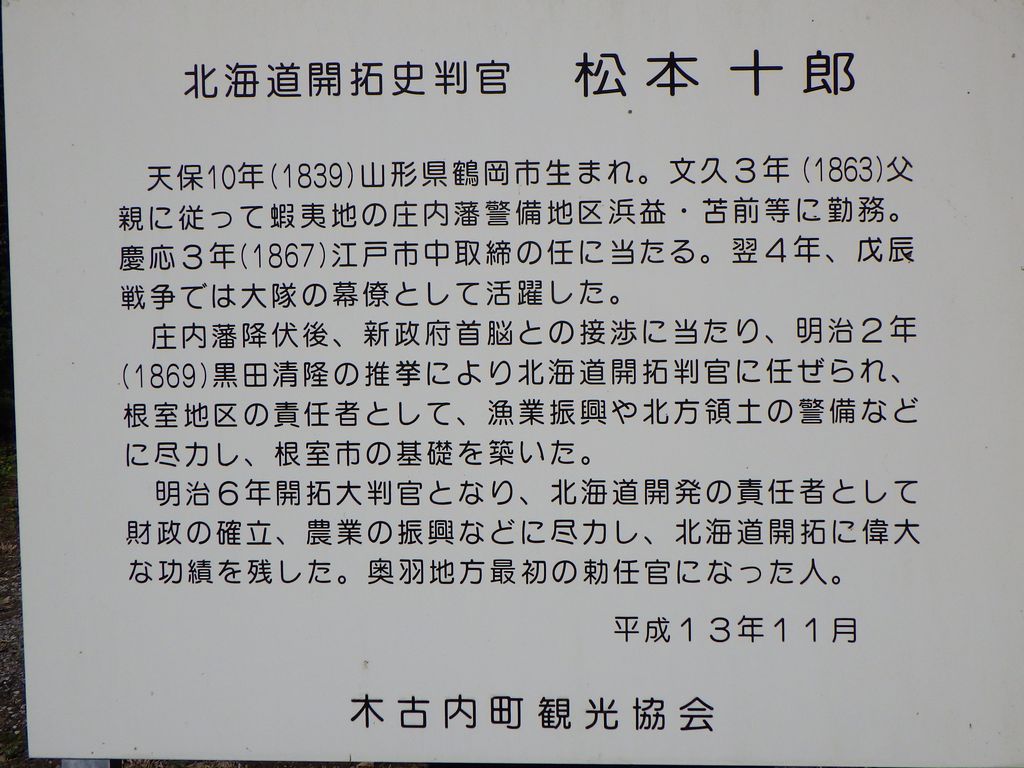 北海道開拓史判官 松本十郎
天保10年(1839)山形県鶴岡市生まれ。文久３年(1863)父
親に従って蝦夷地の庄内藩警備地区浜益・苫前等に勤務。
慶応３年(1867)江戸市中取締の任に当たる。翌４年、戊辰
戦争では大隊の幕僚として活躍した。
庄内藩降伏後、新政府首脳との接渉に当たり、明治２年
(1869)黒田清隆の推挙により北海道開拓判官に任ぜられ、
根室地区の責任者として、漁業振興や北方領土の警備など
に尽力し、根室市の基礎を築いた。
明治６年開拓大判官となり、北海道開発の責任者として
財政の確立、農業の振興などに尽力し、北海道開拓に偉大
な功績を残した。奥羽地方最初の勅任官になった人。
平成１３年１１月
木古内町観光協会